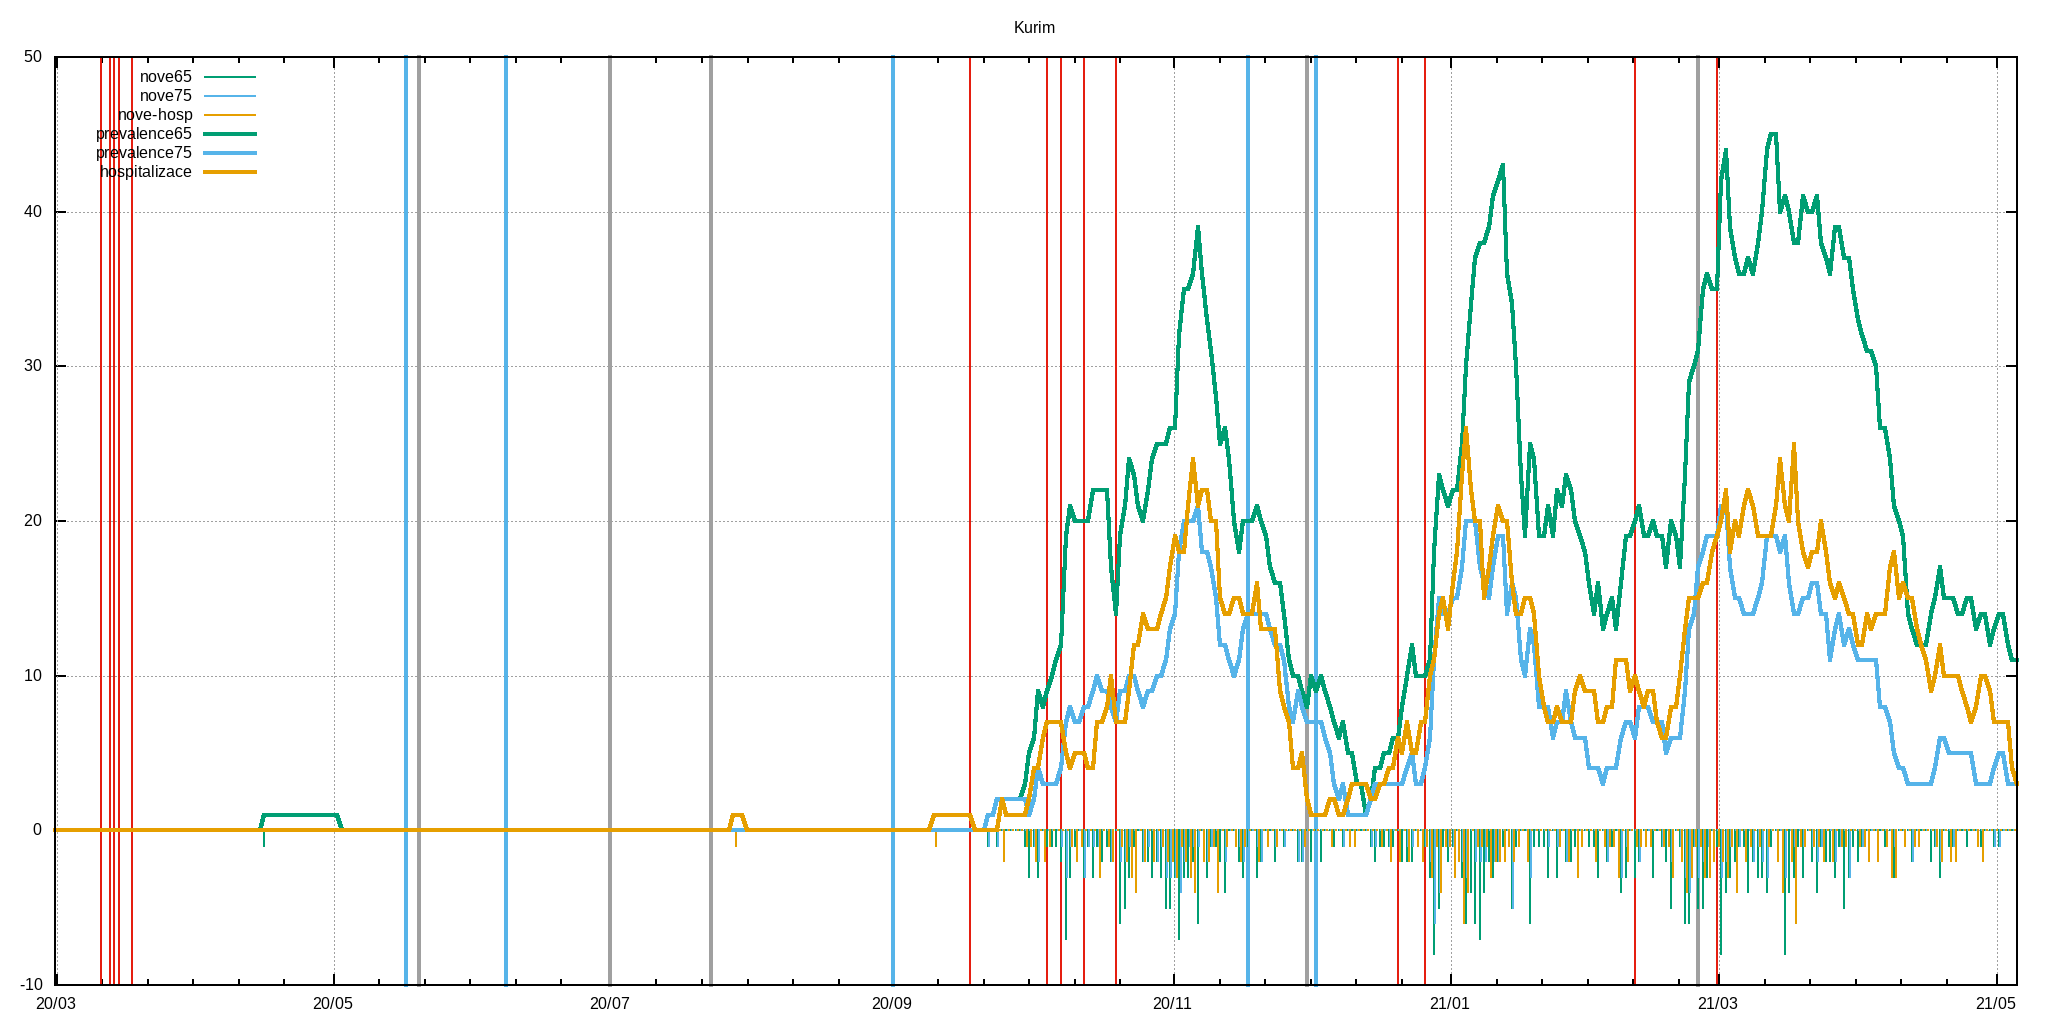 Kurim
50
40
30
20
10
0
-10
nove65
nove75
nove-hosp
prevalence65
prevalence75
hospitalizace
20/03 20/05 20/07 20/09 20/11 21/01 21/03 21/05